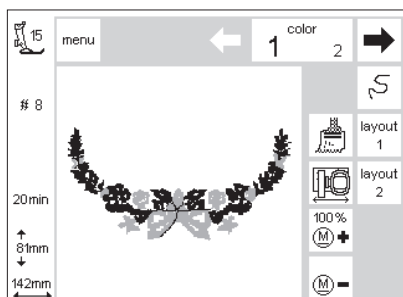 15
menu
color
1 2
# 8
layout
1
layout
2
20min
100%
M +
81mm
M -
142mm